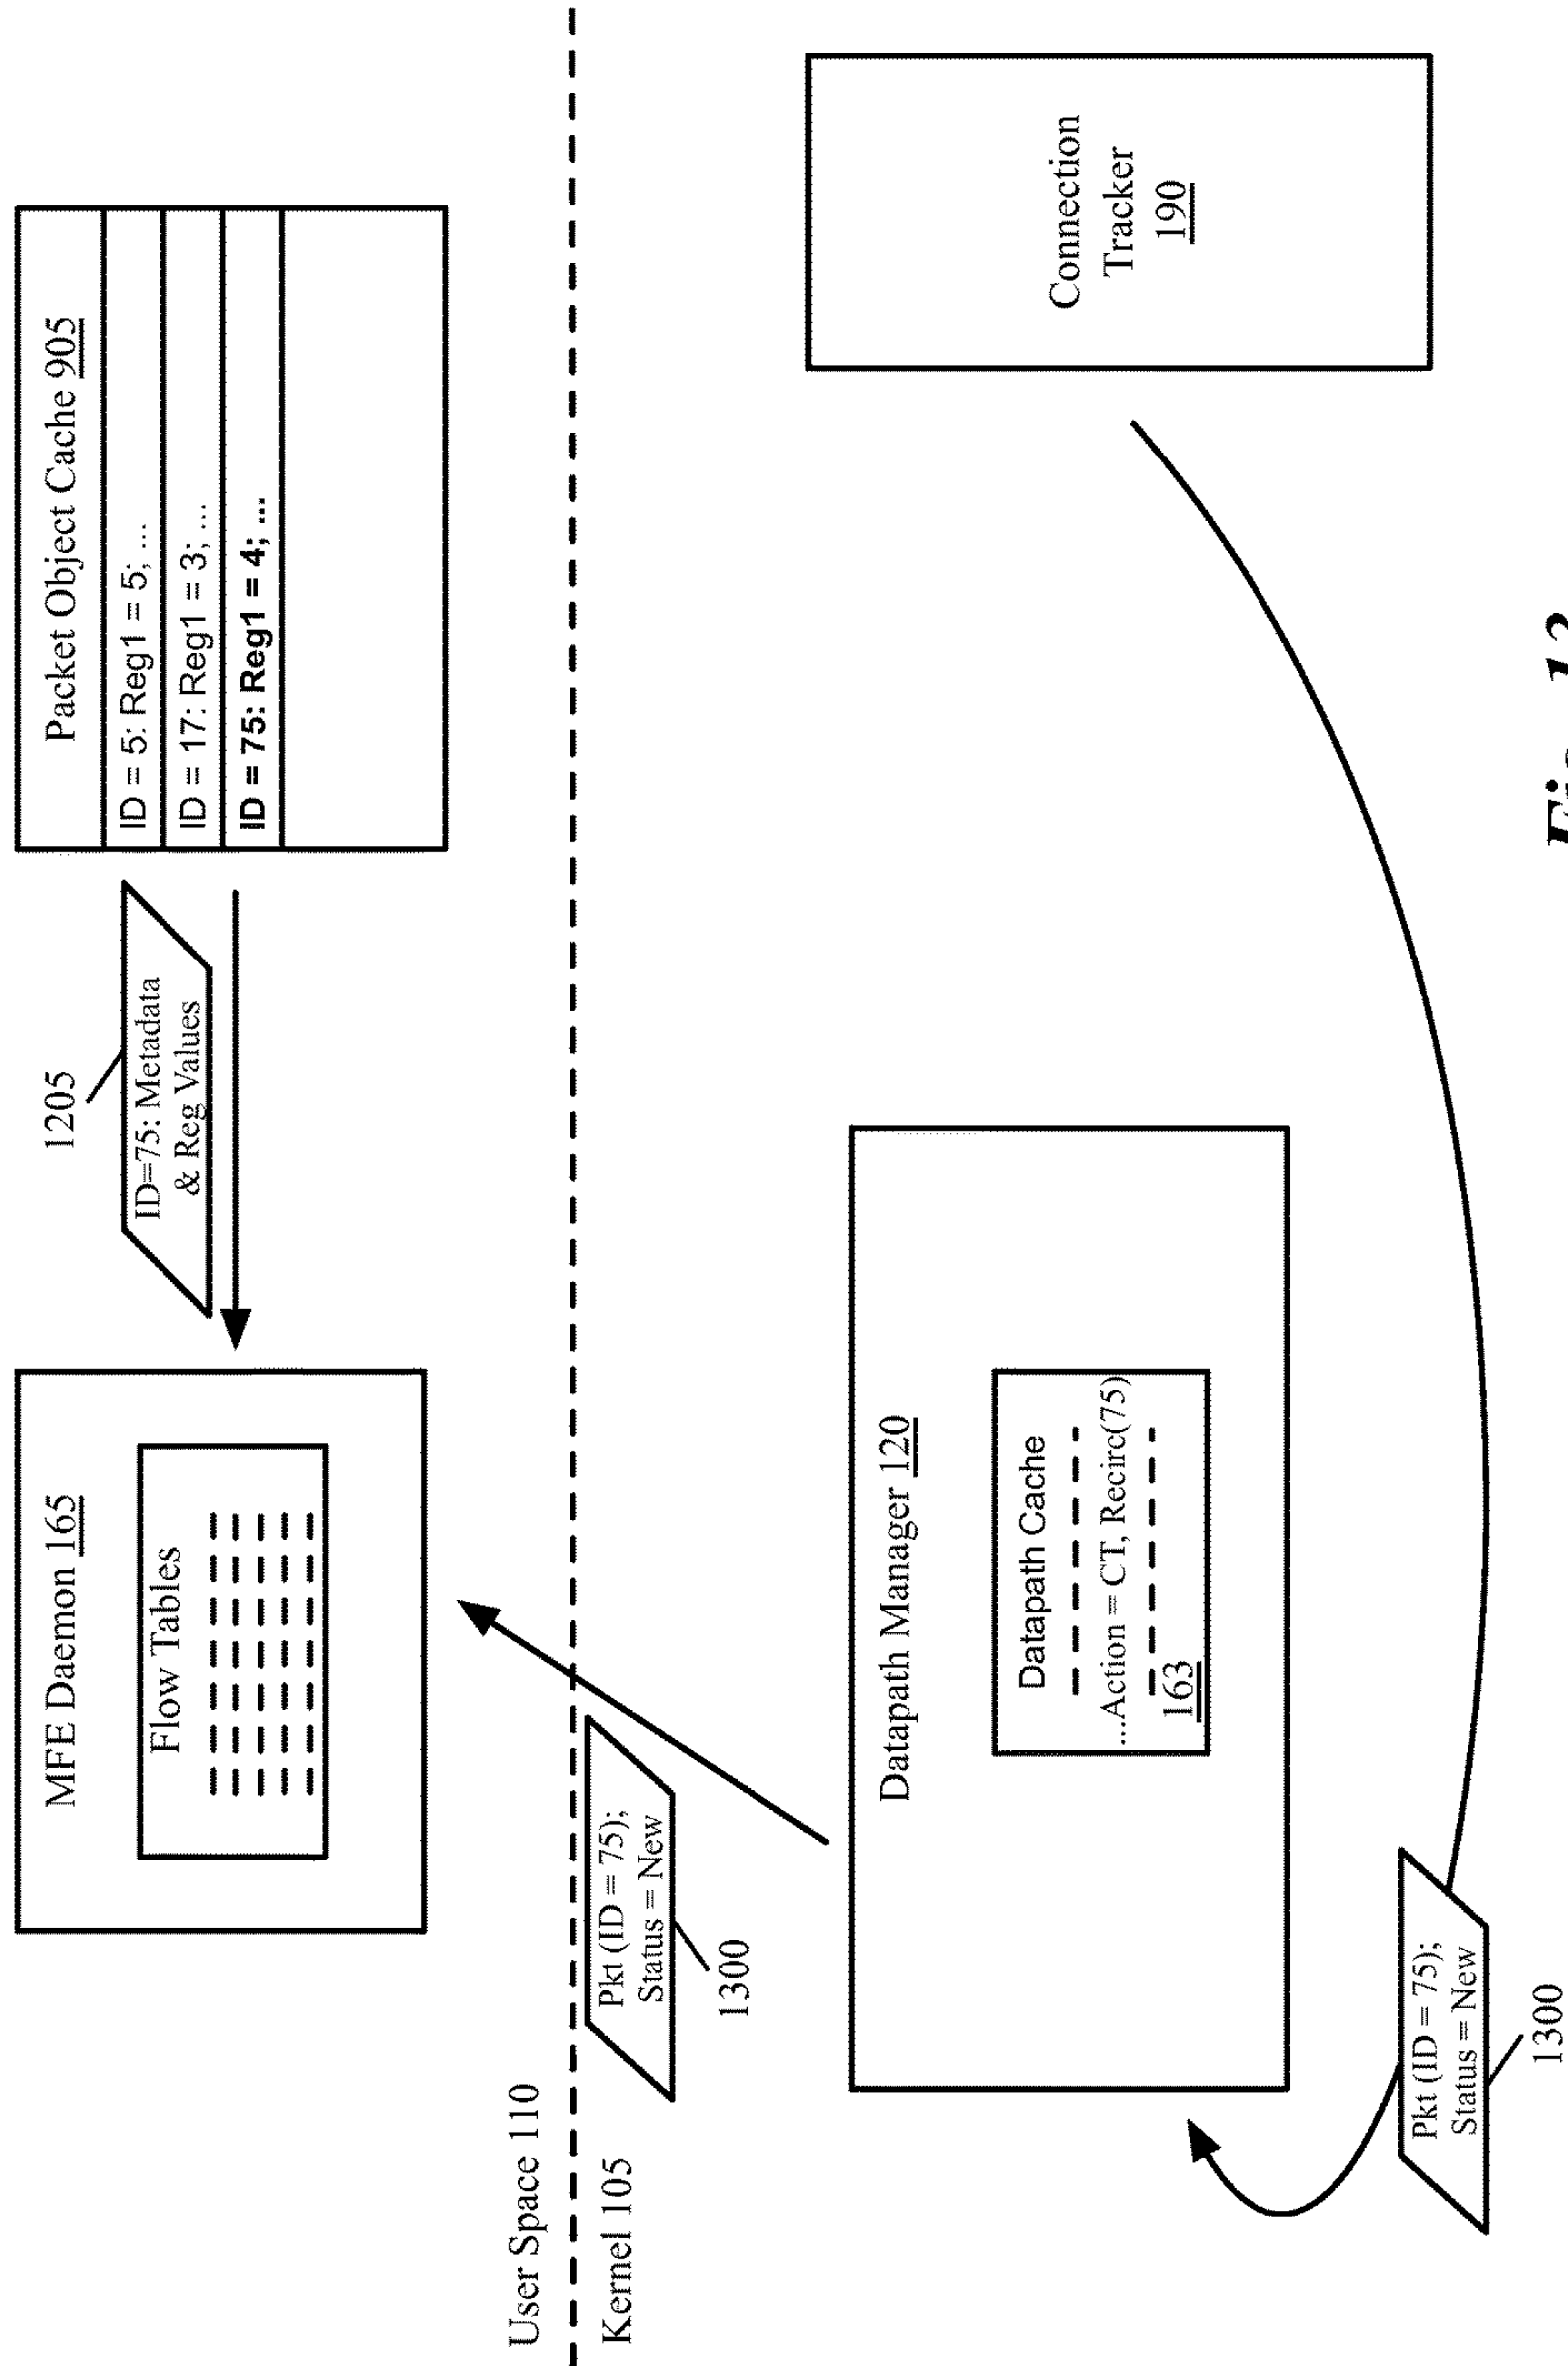 MFE Daemon 165
Flow Tables
1205
ID=75: Metadata
& Reg Values
Packet Object Cache 905
ID = 5: Reg1 = 5; ...
ID = 17: Reg1 = 3; ...
ID = 75: Reg1 = 4; ...
User Space 110
Kernel 105
Pkt (ID = 75);
Status = New
1300
Datapath Manager 120
Datapath Cache
...Action = CT, Recirc(75)
163
Connection
Tracker
190
Pkt (ID = 75);
Status = New
1300